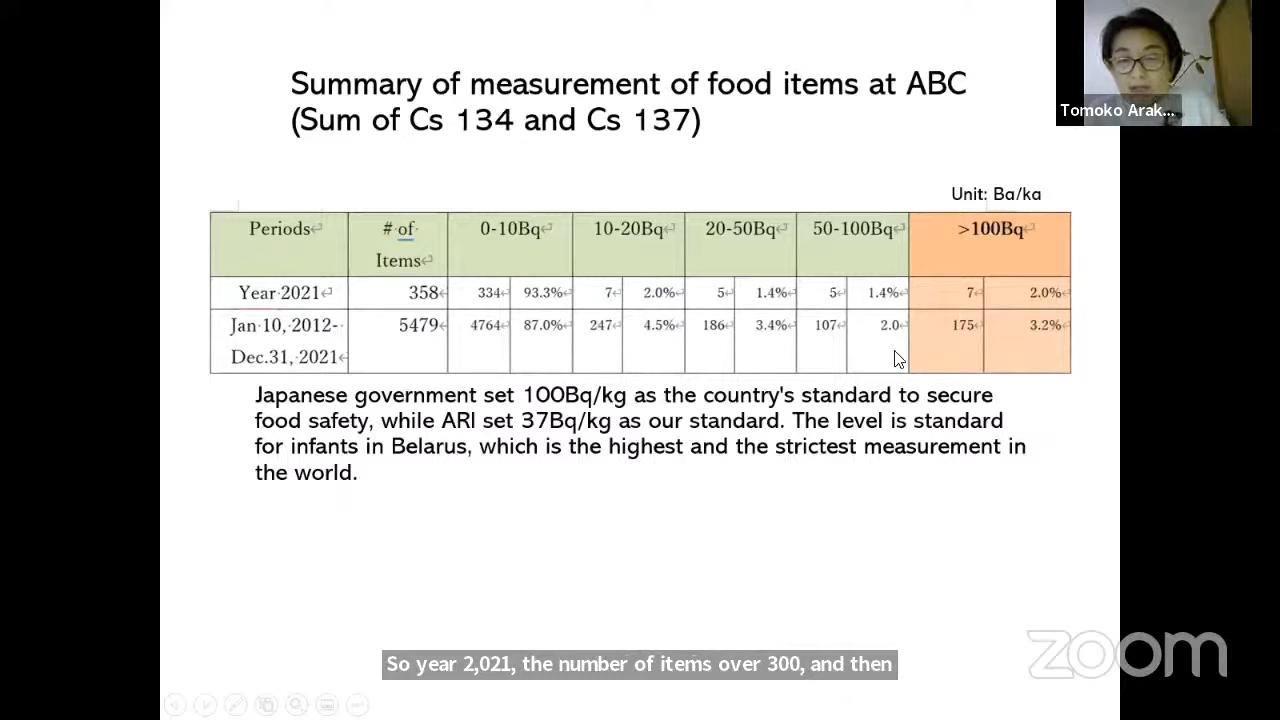 Summary of measurement of food items at ABC
(Sum of Cs 134 and Cs 137)
Tomoko Arak...
Unit: Ba/ka
Periods # of Items 0-10Bq 10-20Bq 20-50Bq 50-100Bq >100Bq
Year 2021 358 334 93.3% 7 2.0% 5 1.4% 5 1.4% 7 2.0%
Jan 10, 2012- 5479 4764 87.0% 247 4.5% 186 3.4% 107 2.0 175 3.2%
Dec.31, 2021
Japanese government set 100Bq/kg as the country's standard to secure
food safety, while ARI set 37Bq/kg as our standard. The level is standard
for infants in Belarus, which is the highest and the strictest measurement in
the world.
So year 2,021, the number of items over 300, and then
zoom